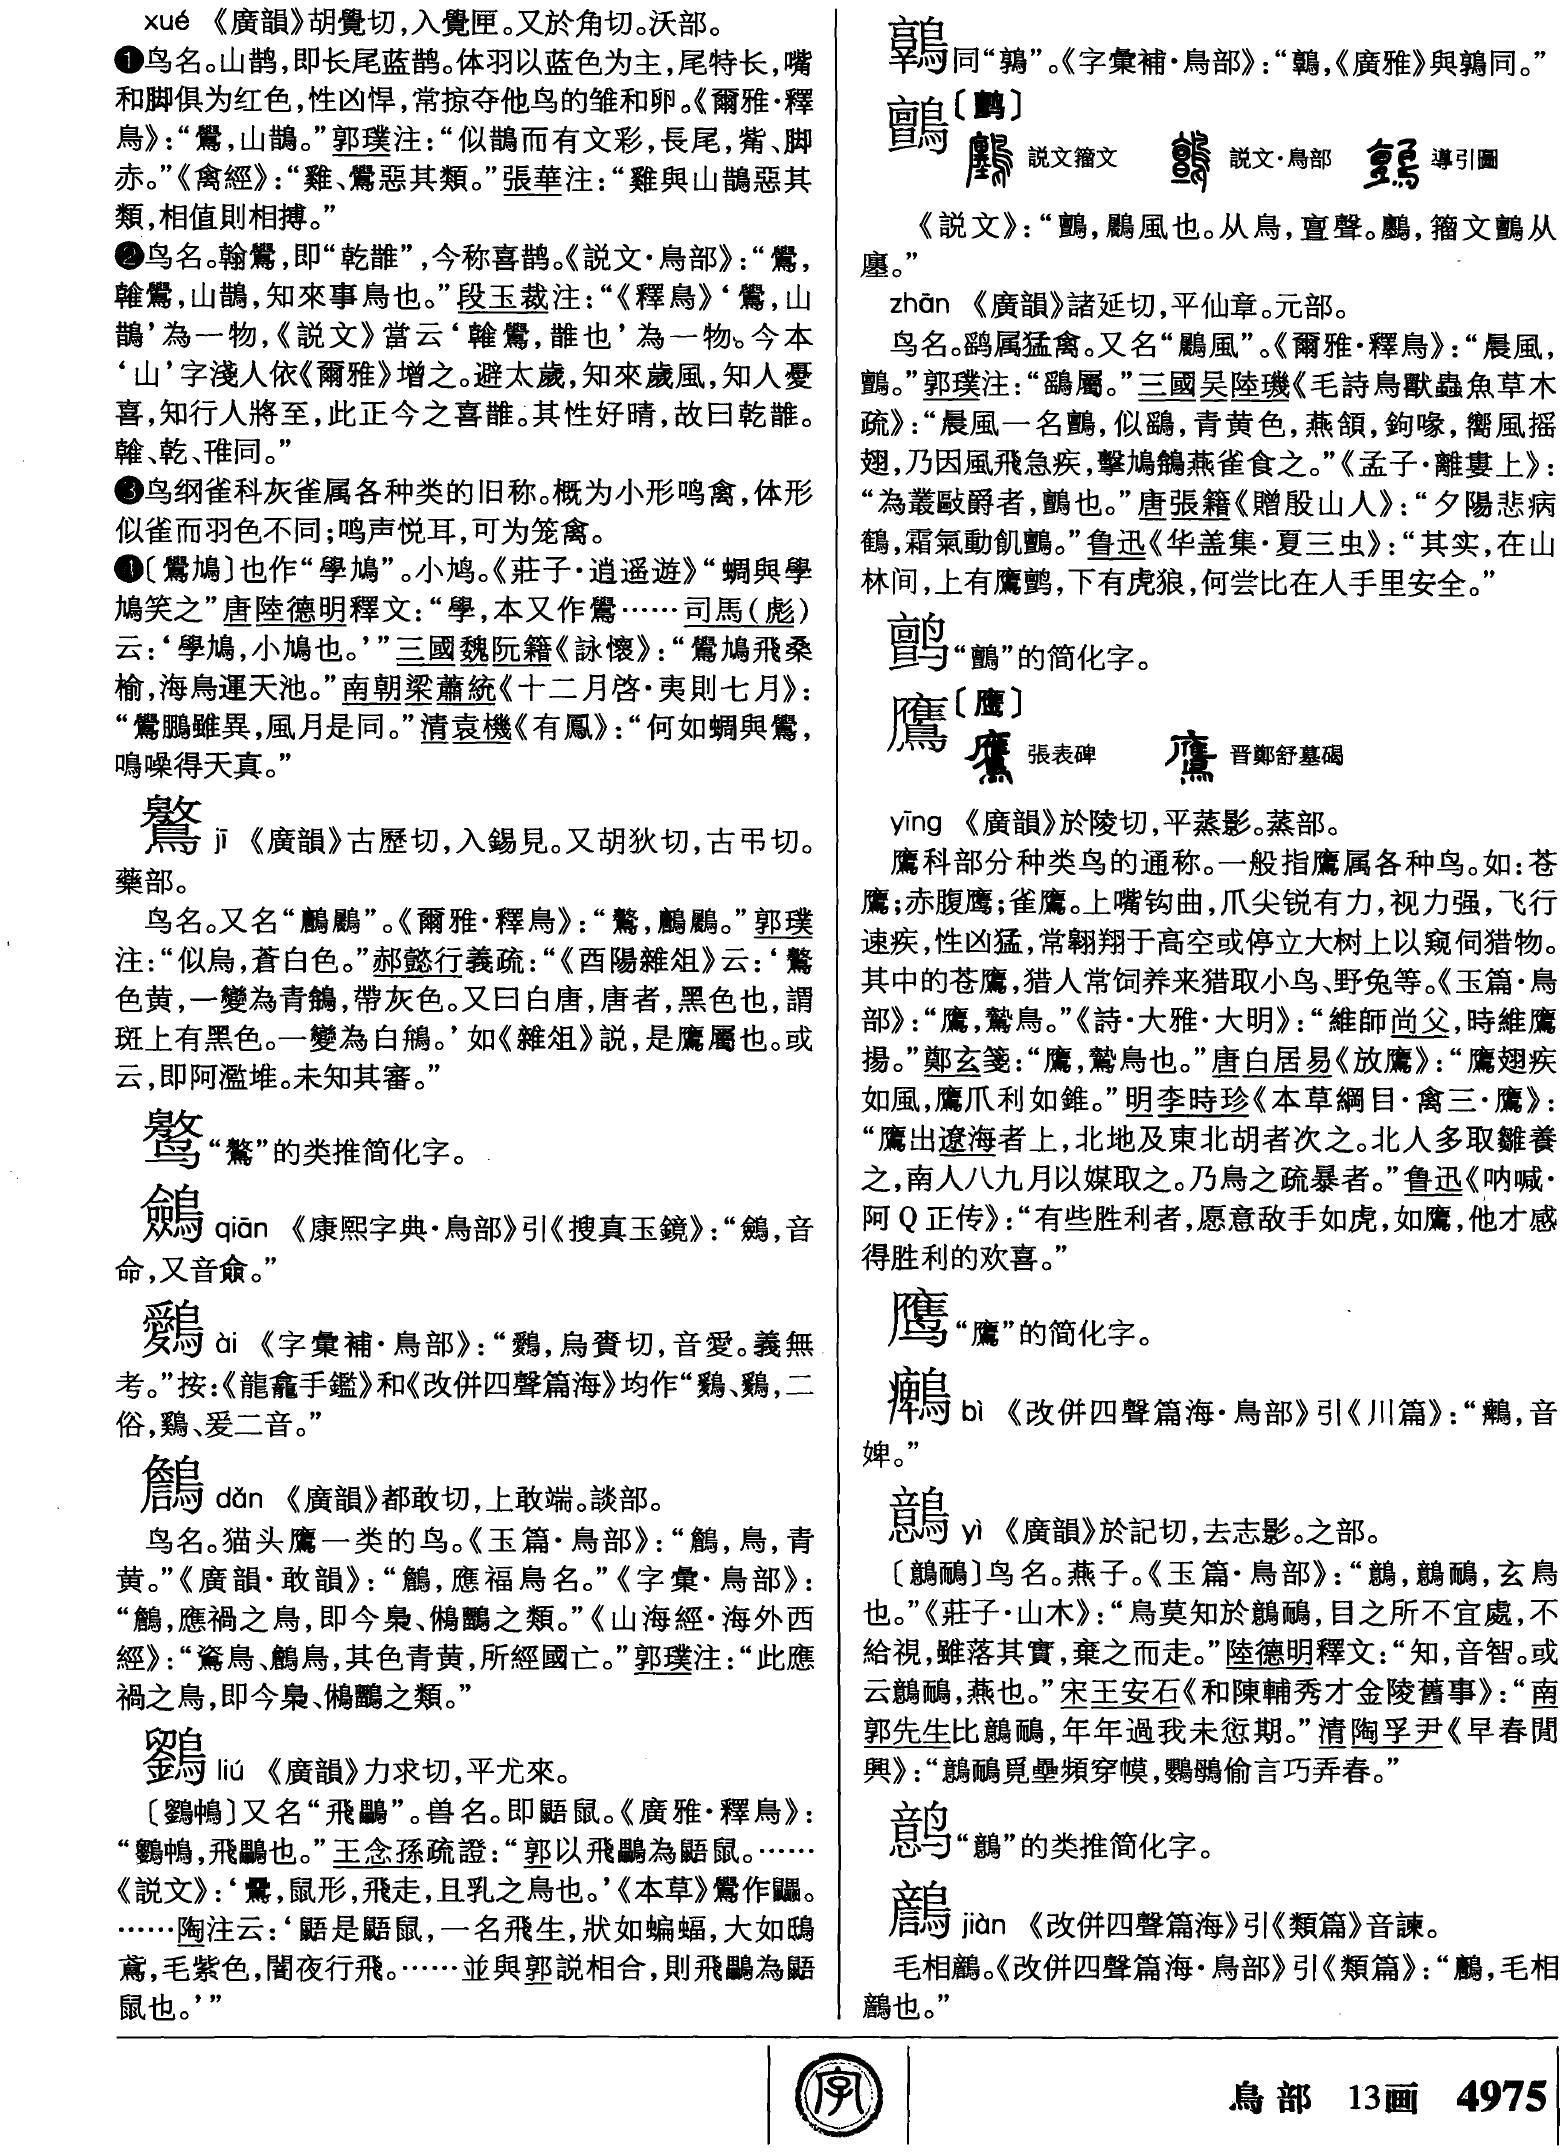 xué 《廣韻》胡覺切,入覺匣。又於角切。沃部。
❶鸟名。山鹊,即长尾蓝鹊。体羽以蓝色为主,尾特长,嘴
和脚俱为红色,性凶悍,常掠夺他鸟的雏和卵。《爾雅·釋
鳥》:“鷽,山鵲。”郭璞注:“似鵲而有文彩,長尾,觜、脚
赤。”《禽經》:“雞、鷽惡其類。”張華注:“雞與山鵲惡其
類,相值則相搏。”
❷鸟名。翰鷽,即“乾鵻”,今称喜鹊。《説文·鳥部》:“鷽,
雗鷽,山鵲,知來事鳥也。”段玉裁注:“《釋鳥》‘鷽,山
鵲’為一物,《説文》當云‘雗鷽,誰也’為一物。今本
‘山’字淺人依《爾雅》增之。避太歲,知來歲風,知人憂
喜,知行人將至,此正今之喜誰。其性好晴,故曰乾誰。
雗、乾、䧲同。”
❸鸟纲雀科灰雀属各种类的旧称。概为小形鸣禽,体形
似雀而羽色不同;鸣声悦耳,可为笼禽。
❹〔鷽鳩〕也作“學鳩”。小鸠。《莊子·逍遥遊》“蜩與學
鳩笑之”唐陸德明釋文:“學,本又作鷽……司馬(彪)
云:‘學鳩,小鳩也。’”三國魏阮籍《詠懷》:“鷽鳩飛桑
榆,海鳥運天池。”南朝梁蕭統《十二月啓·夷則七月》:
“鷽鵬雖異,風月是同。”清袁機《有鳳》:“何如蜩與鷽,
鳴噪得天真。”
鷔 jī 《廣韻》古歷切,入錫見。又胡狄切,古弔切。
藥部。
鸟名。又名“鶶鷵”。《爾雅·釋鳥》:“鸄,鶶鷵。”郭璞
注:“似烏,蒼白色。”郝懿行義疏:“《酉陽雜俎》云:‘鸄
色黄,一變為青鶬,帶灰色。又曰白唐,唐者,黑色也,謂
斑上有黑色。一變為白鴘。’如《雜俎》説,是鷹屬也。或
云,即阿濫堆。未知其審。”
“鸄”的类推简化字。
qiān 《康熙字典·鳥部》引《搜真玉鏡》:“鹼,音
命,又音僉。”
ài 《字彙補·鳥部》:“鷄,烏賚切,音愛。義無
考。”按:《龍龕手鑑》和《改併四聲篇海》均作“鷄、鷄,二
俗,鷄、爰二音。”
鸇 dǎn 《廣韻》都敢切,上敢端。談部。
鸟名。猫头鹰一类的鸟。《玉篇·鳥部》:“䳪,鳥,青
黄。”《廣韻·敢韻》:“䳪,應福鳥名。”《字彙·鳥部》:
“䳪,應禍之鳥,即今梟、鵂鶹之類。”《山海經·海外西
經》:“鶿鳥、䳪鳥,其色青黄,所經國亡。”郭璞注:“此應
禍之鳥,即今梟、鵂鶹之類。”
鷚 liú 《廣韻》力求切,平尤來。
又名“飛鸓”。兽名。即鼯鼠。《廣雅·釋鳥》:
飛鸓也。”王念孫疏證:“郭以飛鸓為鼯鼠。……
《説文》:‘鸓,鼠形,飛走,且乳之鳥也。’《本草》鸓作鼺。
……陶注云:‘鼯是鼯鼠,一名飛生,狀如蝙蝠,大如鴟
鳶,毛紫色,闇夜行飛。……並與郭説相合,則飛鸓為鼯
鼠也。’”
同“鶉”。《字彙補·鳥部》:“鷻,《廣雅》與鶉同。”
鸇〔鹯〕
説文籀文 説文·鳥部 導引圖
《説文》:“鸇,鷐風也。从鳥,亶聲。䴉,籀文鸇从
廛。”
zhān 《廣韻》諸延切,平仙章。元部。
鸟名。鹞属猛禽。又名“鷐風”。《爾雅·釋鳥》:“晨風,
鸇。”郭璞注:“鷂屬。”三國吴陸璣《毛詩鳥獸蟲魚草木
疏》:“晨風一名鸇,似鷂,青黄色,燕頷,鉤喙,嚮風摇
翅,乃因風飛急疾,擊鳩鴿燕雀食之。”《孟子·離婁上》:
“為叢敺爵者,鸇也。”唐張籍《贈殷山人》:“夕陽悲病
鶴,霜氣動飢鸇。”鲁迅《华盖集·夏三虫》:“其实,在山
林间,上有鷹鹯,下有虎狼,何尝比在人手里安全。”
鹯 “鸇”的简化字。
鷹〔鹰〕
張表碑 晋鄭舒墓碣
yīng 《廣韻》於陵切,平蒸影。蒸部。
鷹科部分种类鸟的通称。一般指鷹属各种鸟。如:苍
鷹;赤腹鹰;雀鷹。上嘴钩曲,爪尖锐有力,视力强,飞行
速疾,性凶猛,常翱翔于高空或停立大树上以窥伺猎物。
其中的苍鷹,猎人常饲养来猎取小鸟、野兔等。《玉篇·鳥
部》:“鷹,鷙鳥。”《詩·大雅·大明》:“維師尚父,時維鷹
揚。”鄭玄箋:“鷹,鷙鳥也。”唐白居易《放鷹》:“鷹翅疾
如風,鷹爪利如錐。”明李時珍《本草綱目·禽三·鷹》:
“鷹出遼海者上,北地及東北胡者次之。北人多取雛養
之,南人八九月以媒取之。乃鳥之疏暴者。”鲁迅《呐喊·
阿Q正传》:“有些胜利者,愿意敌手如虎,如鷹,他才感
得胜利的欢喜。”
鹰 “鷹”的简化字。
bì 《改併四聲篇海·鳥部》引《川篇》:音
婢。”
鷾 yì 《廣韻》於記切,去志影。之部。
〔鷾鴯〕鸟名。燕子。《玉篇·鳥部》:“鷾,鷾鴯,玄鳥
也。”《莊子·山木》:“鳥莫知於鷾鴯,目之所不宜處,不
給視,雖落其實,棄之而走。”陸德明釋文:“知,音智。或
云鷾鴯,燕也。”宋王安石《和陳輔秀才金陵舊事》:“南
郭先生比鷾鴯,年年過我未愆期。”清陶孚尹《早春閒
興》:“鷾鴯覓壘頻穿幙,鸚鵡偷言巧弄春。”
“鷾”的类推简化字。
jiàn 《改併四聲篇海》引《類篇》音諫。
毛相鷉。《改併四聲篇海·鳥部》引《類篇》:毛相
也。”
字
鳥部 13画 4975